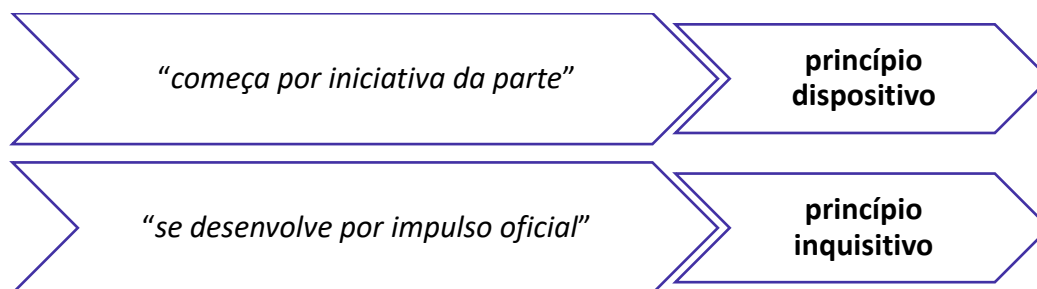 “começa por iniciativa da parte”
princípio
dispositivo
“se desenvolve por impulso oficial”
princípio
inquisitivo